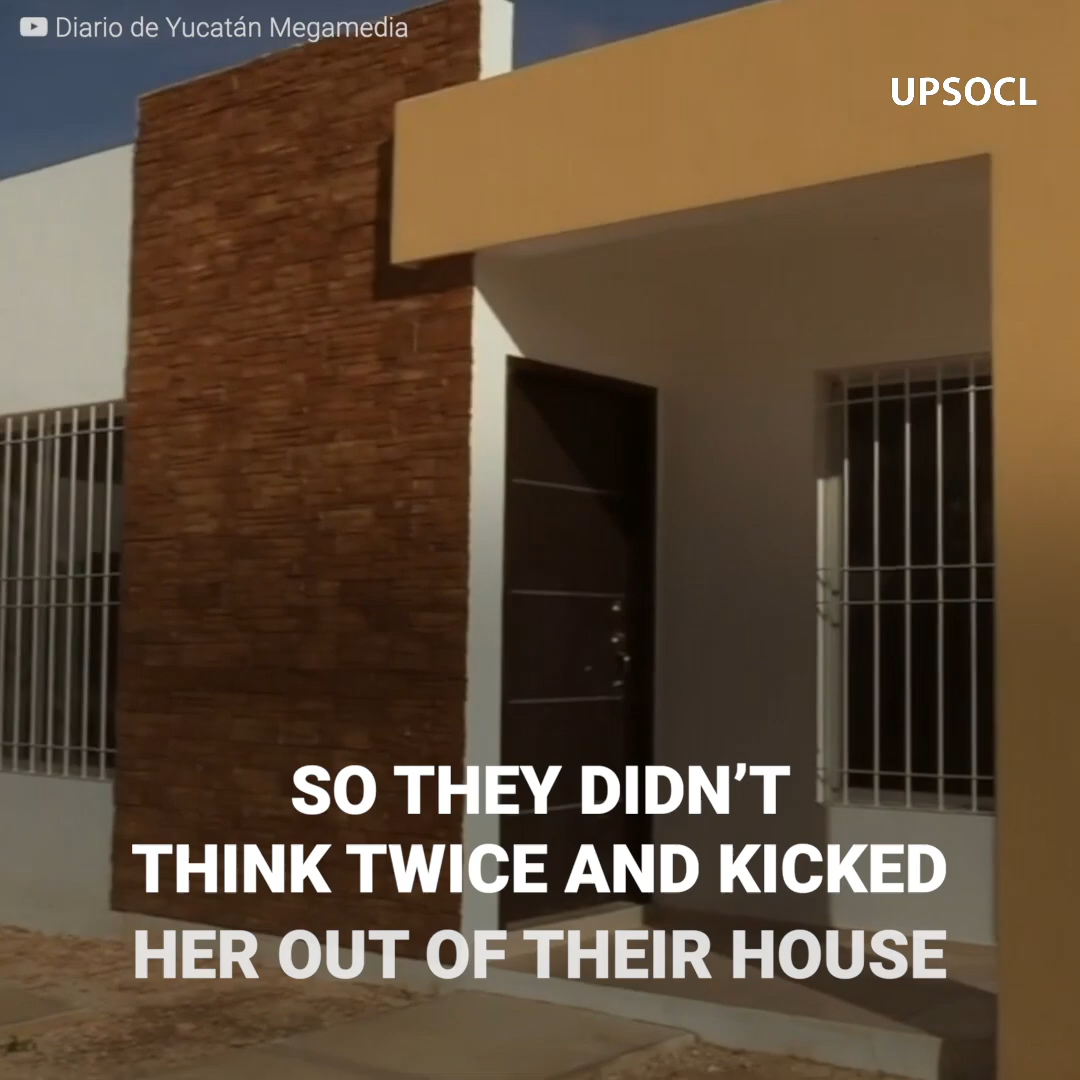 Diario de Yucatán Megamedia
UPSOCL
SO THEY DIDN’T
THINK TWICE AND KICKED
HER OUT OF THEIR HOUSE